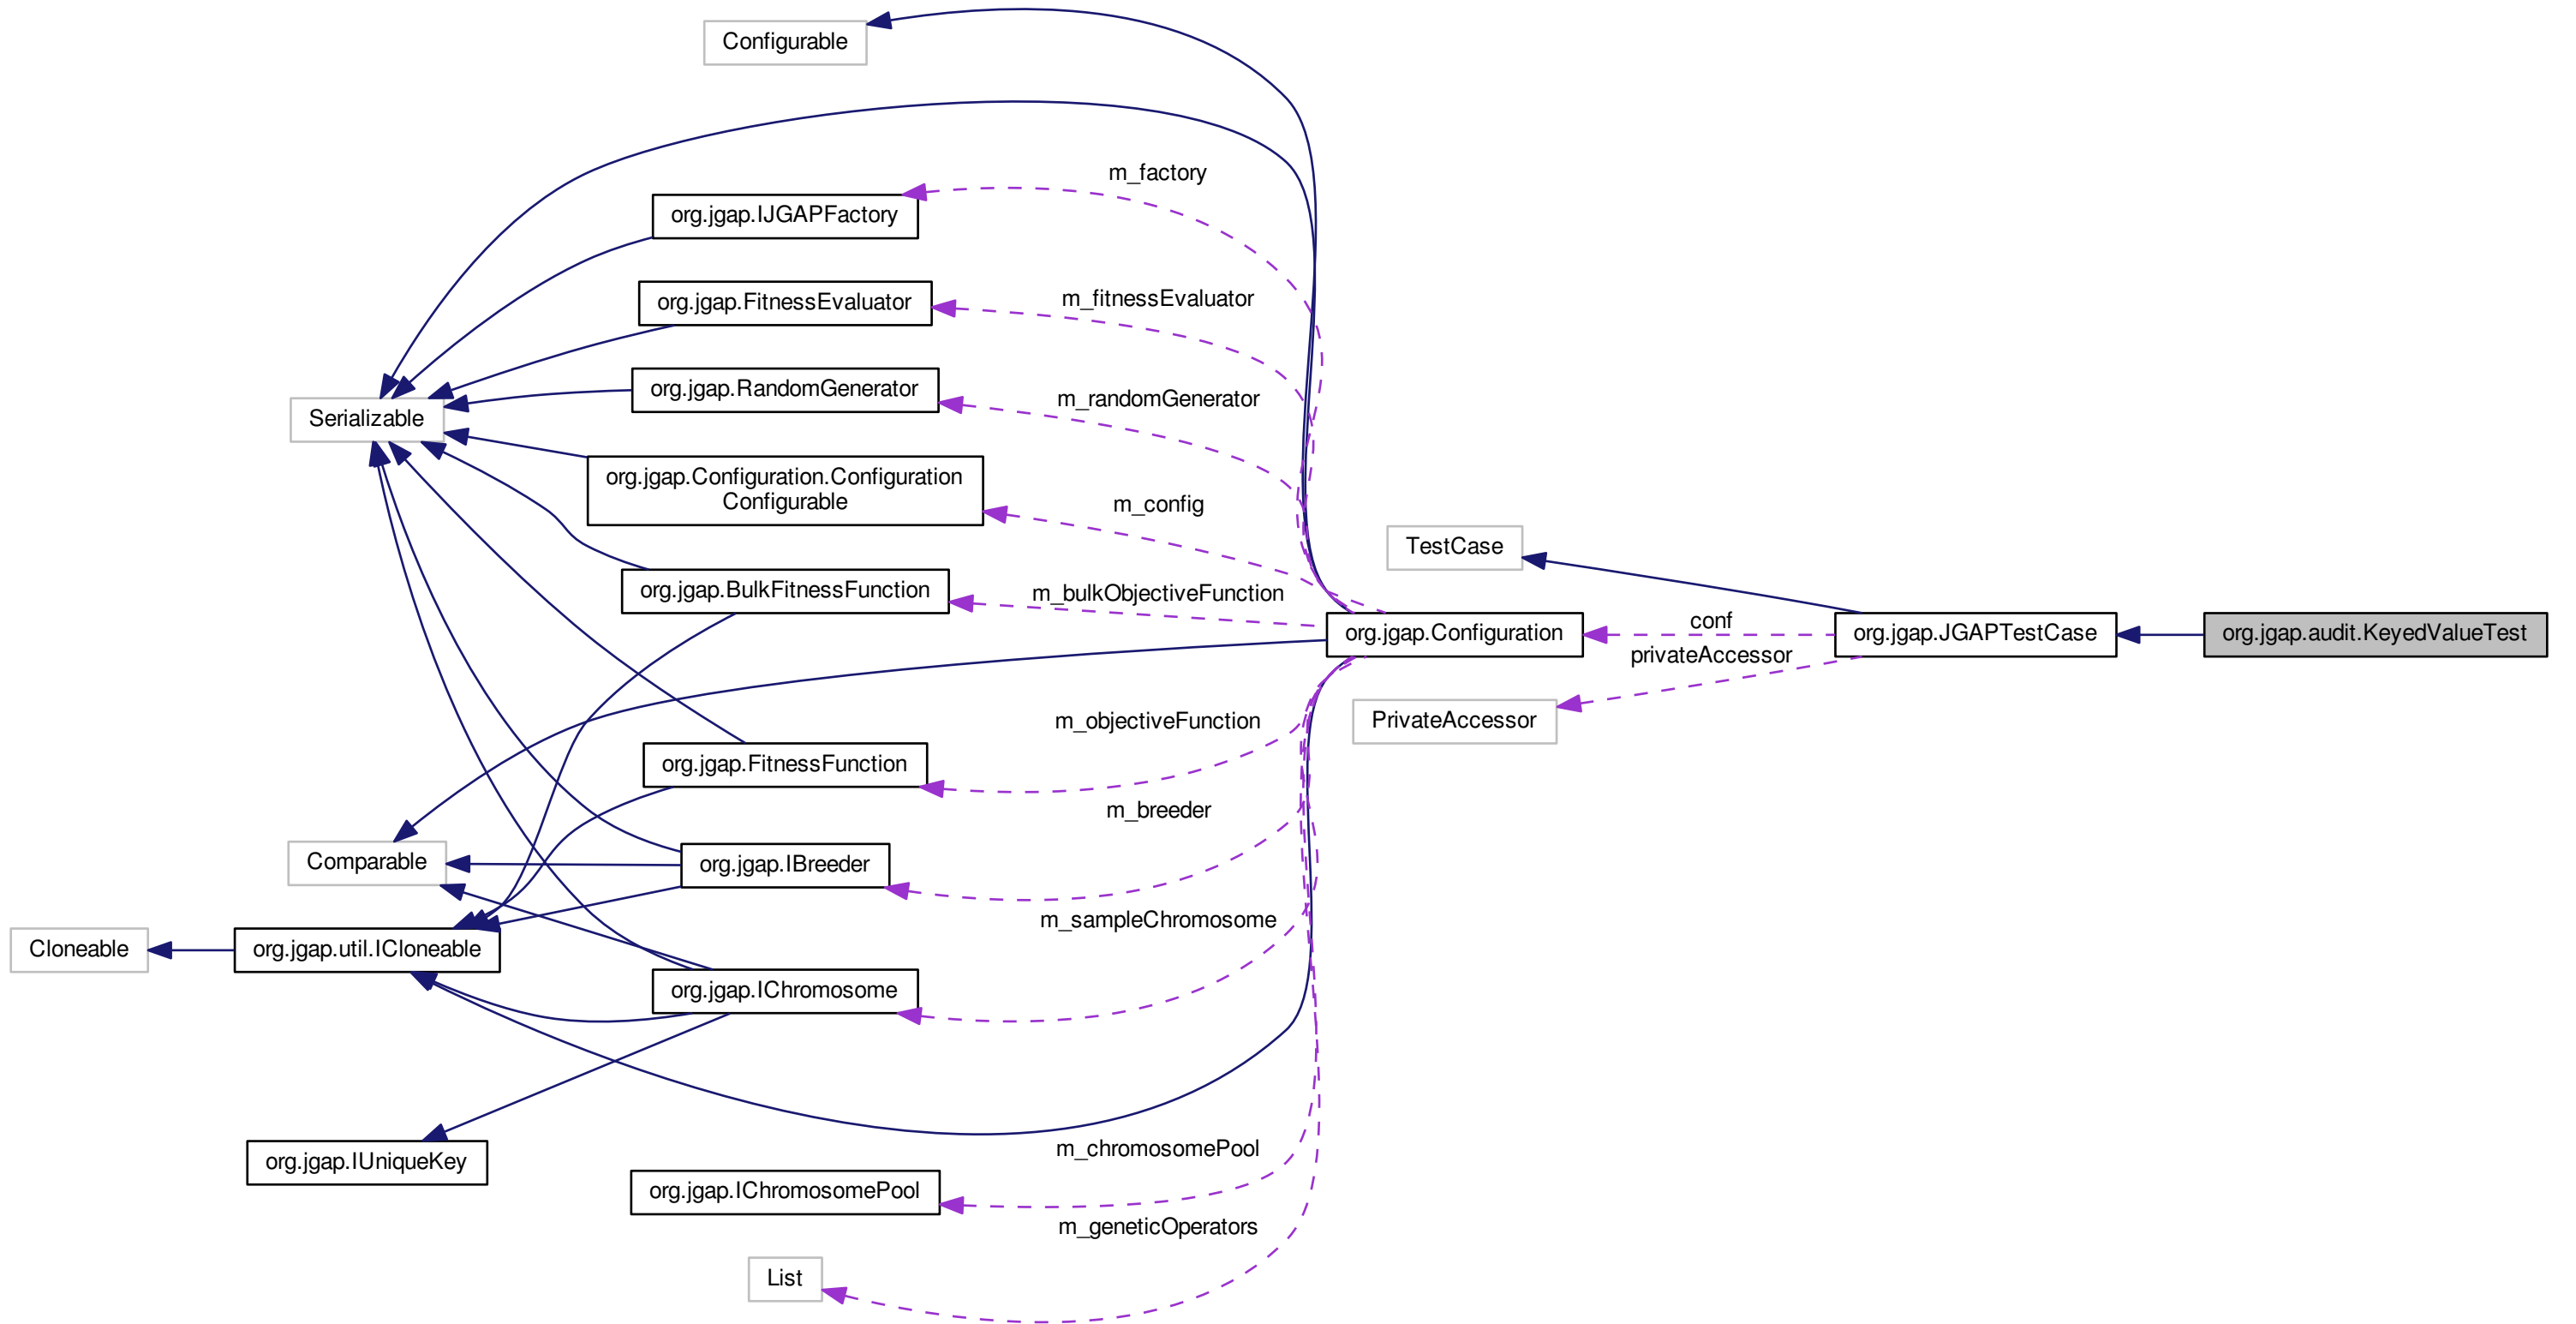 Configurable
m_factory
org.jgap.IJGAPFactory
m_fitnessEvaluator
org.jgap.FitnessEvaluator
m_randomGenerator
org.jgap.RandomGenerator
Serializable
org.jgap.Configuration.Configuration
Configurable
m_config
TestCase
org.jgap.BulkFitnessFunction
m_bulkObjectiveFunction
org.jgap.Configuration
conf
privateAccessor
org.jgap.JGAPTestCase
org.jgap.audit.KeyedValueTest
PrivateAccessor
m_objectiveFunction
org.jgap.FitnessFunction
m_breeder
Comparable
org.jgap.IBreeder
m_sampleChromosome
Cloneable
org.jgap.util.ICloneable
org.jgap.IChromosome
m_chromosomePool
org.jgap.IUniqueKey
org.jgap.IChromosomePool
m_geneticOperators
List